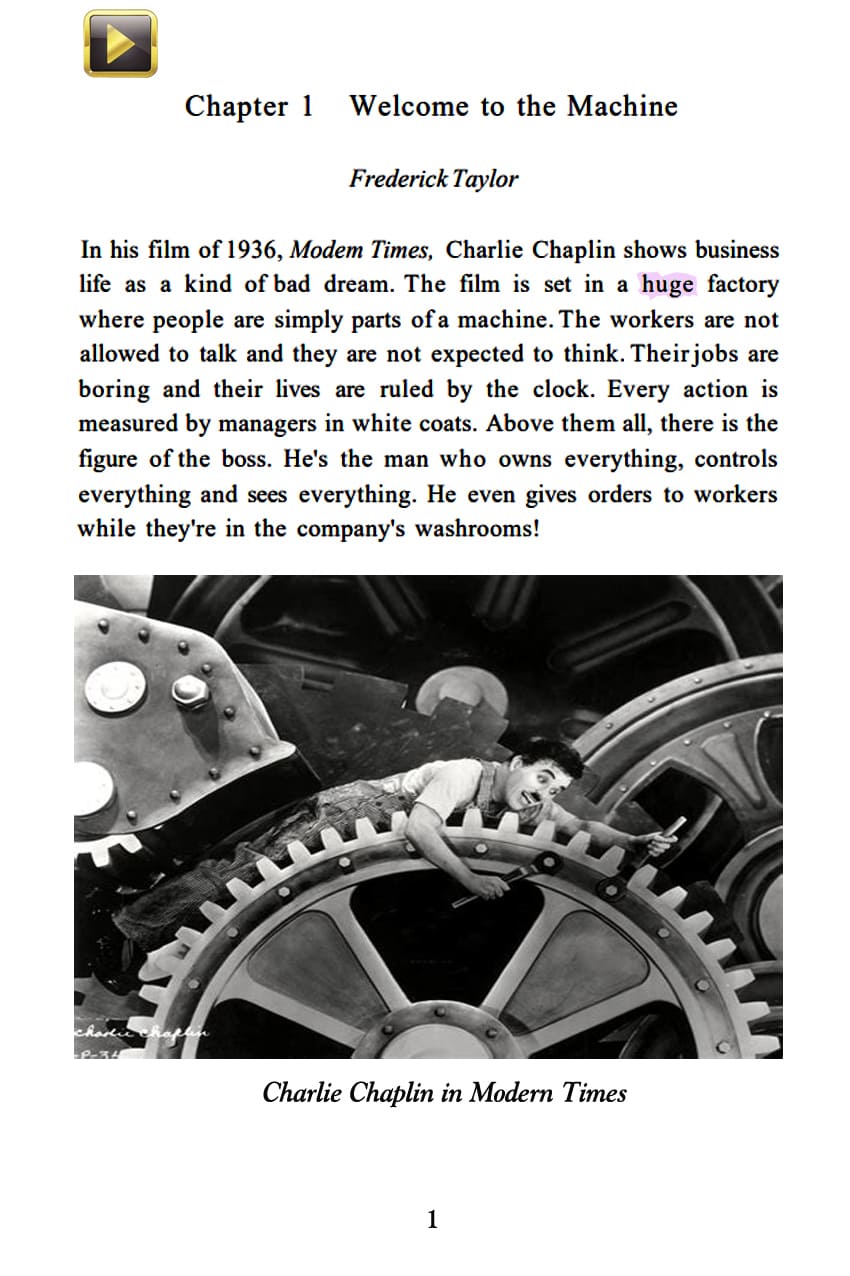 Chapter 1 Welcome to the Machine
Frederick Taylor
In his film of 1936, Modem Times, Charlie Chaplin shows business
life as a kind of bad dream. The film is set in a huge factory
where people are simply parts of a machine. The workers are not
allowed to talk and they are not expected to think. Their jobs are
boring and their lives are ruled by the clock. Every action is
measured by managers in white coats. Above them all, there is the
figure of the boss. He's the man who owns everything, controls
everything and sees everything. He even gives orders to workers
while they're in the company's washrooms!
Charlie Chaplin
Charlie Chaplin in Modern Times
1